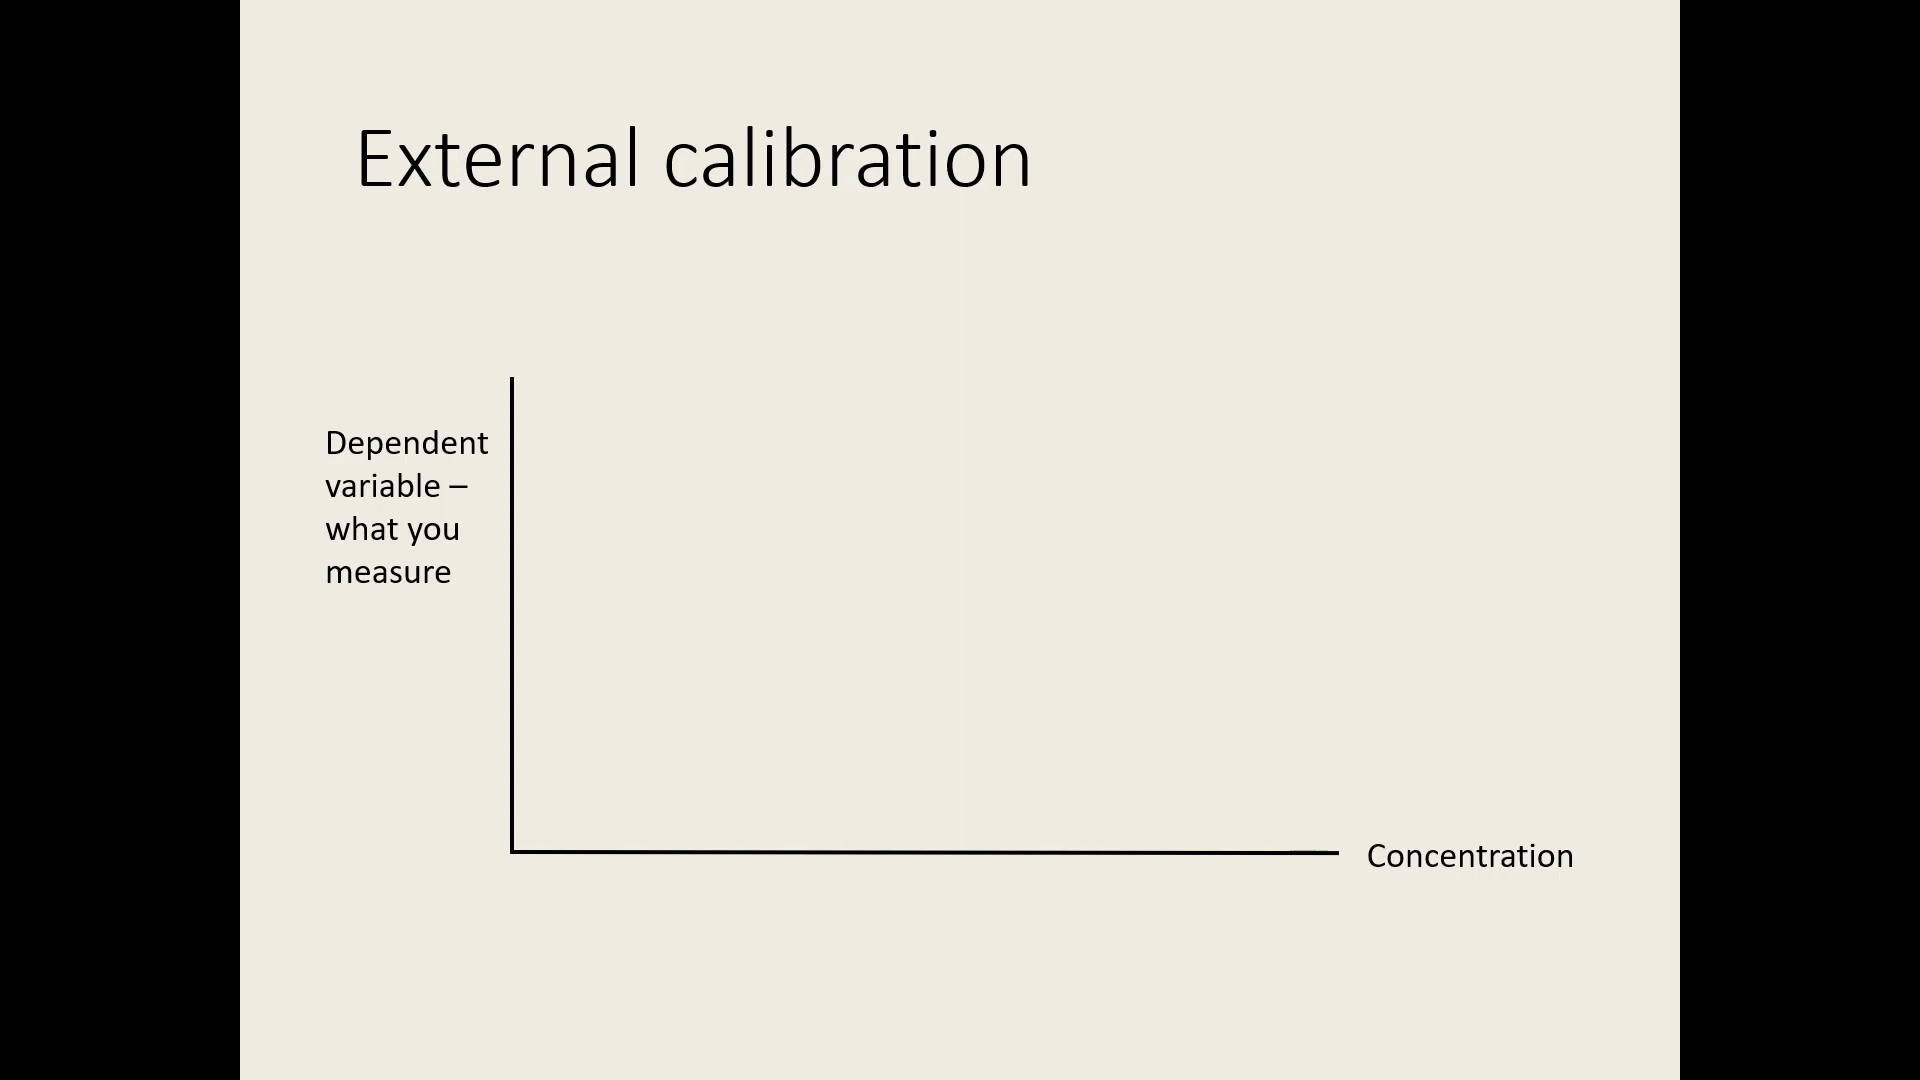 External calibration
Dependent
variable –
what you
measure
Concentration